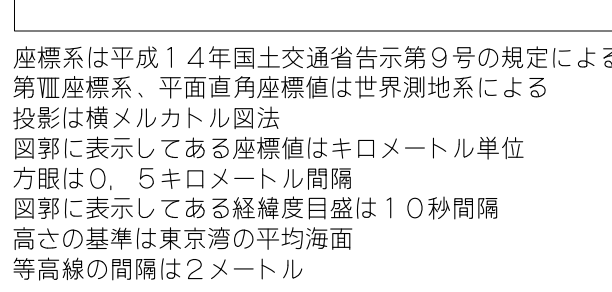 座標系は平成１４年国土交通省告示第９号の規定による
第Ⅷ座標系、平面直角座標値は世界測地系による
投影は横メルカトル図法
図郭に表示してある座標値はキロメートル単位
方眼は０，５キロメートル間隔
図郭に表示してある経緯度目盛は１０秒間隔
高さの基準は東京湾の平均海面
等高線の間隔は２メートル